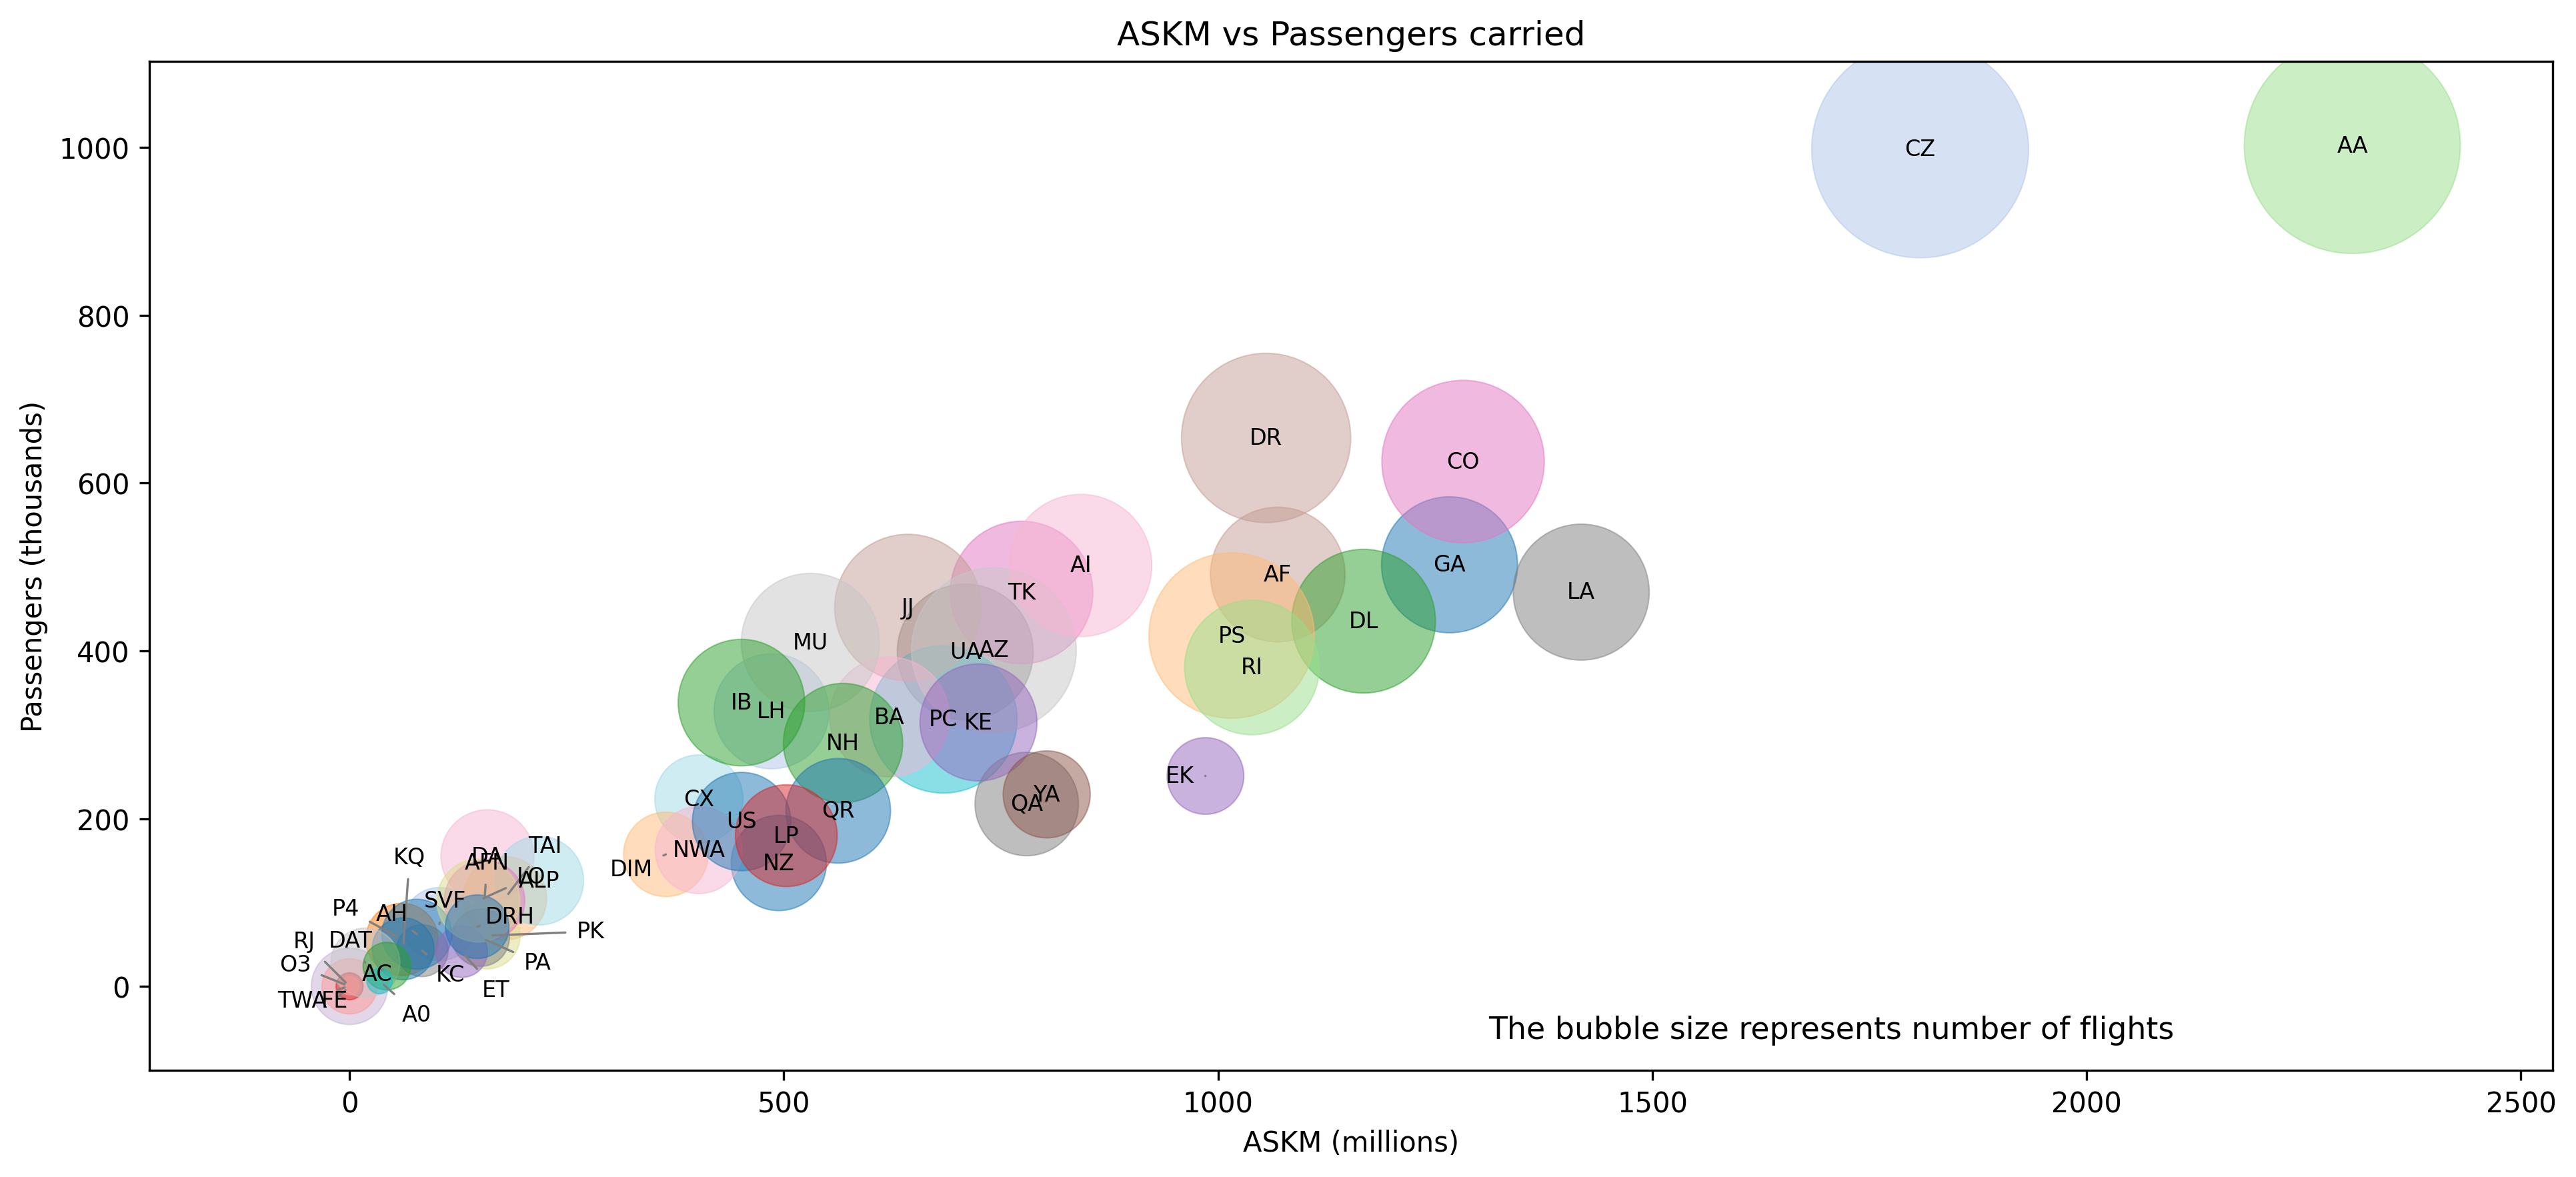 ASKM vs Passengers carried
Passengers (thousands)
1000
800
600
400
200
0
CZ
AA
DR
CO
AI
AF
GA
LA
TK
JJ
DL
PS
MU
UA
AZ
RI
IB
LH
BA
PC
KE
NH
EK
CX
QA
YA
US
QR
LP
NWA
NZ
DIM
KQ
DA
TAI
AFN
ALP
P4
AH
SVF
DRH
PK
RJ
DAT
O3
AC
KC
PA
TWA
FE
ET
A0
The bubble size represents number of flights
0
500
1000
1500
2000
2500
ASKM (millions)